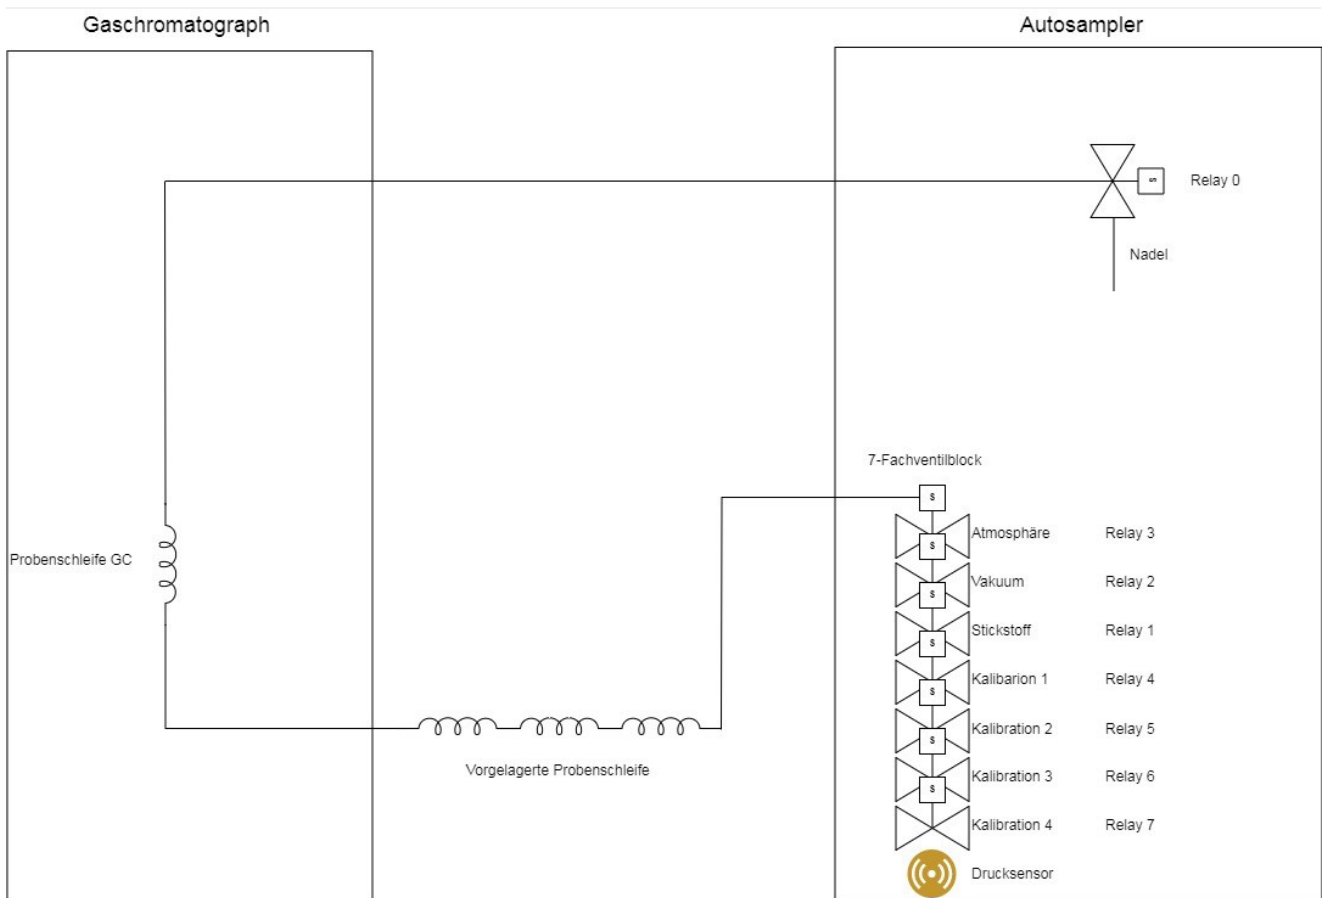 Gaschromatograph
Autosampler
S
Relay 0
Nadel
7-Fachventilblock
S
Atmosphäre
Relay 3
S
Probenschleife GC
Vakuum
Relay 2
S
Stickstoff
Relay 1
S
Kalibarion 1
Relay 4
S
Kalibration 2
Relay 5
S
Vorgelagerte Probenschleife
Kalibration 3
Relay 6
S
Kalibration 4
Relay 7
Drucksensor